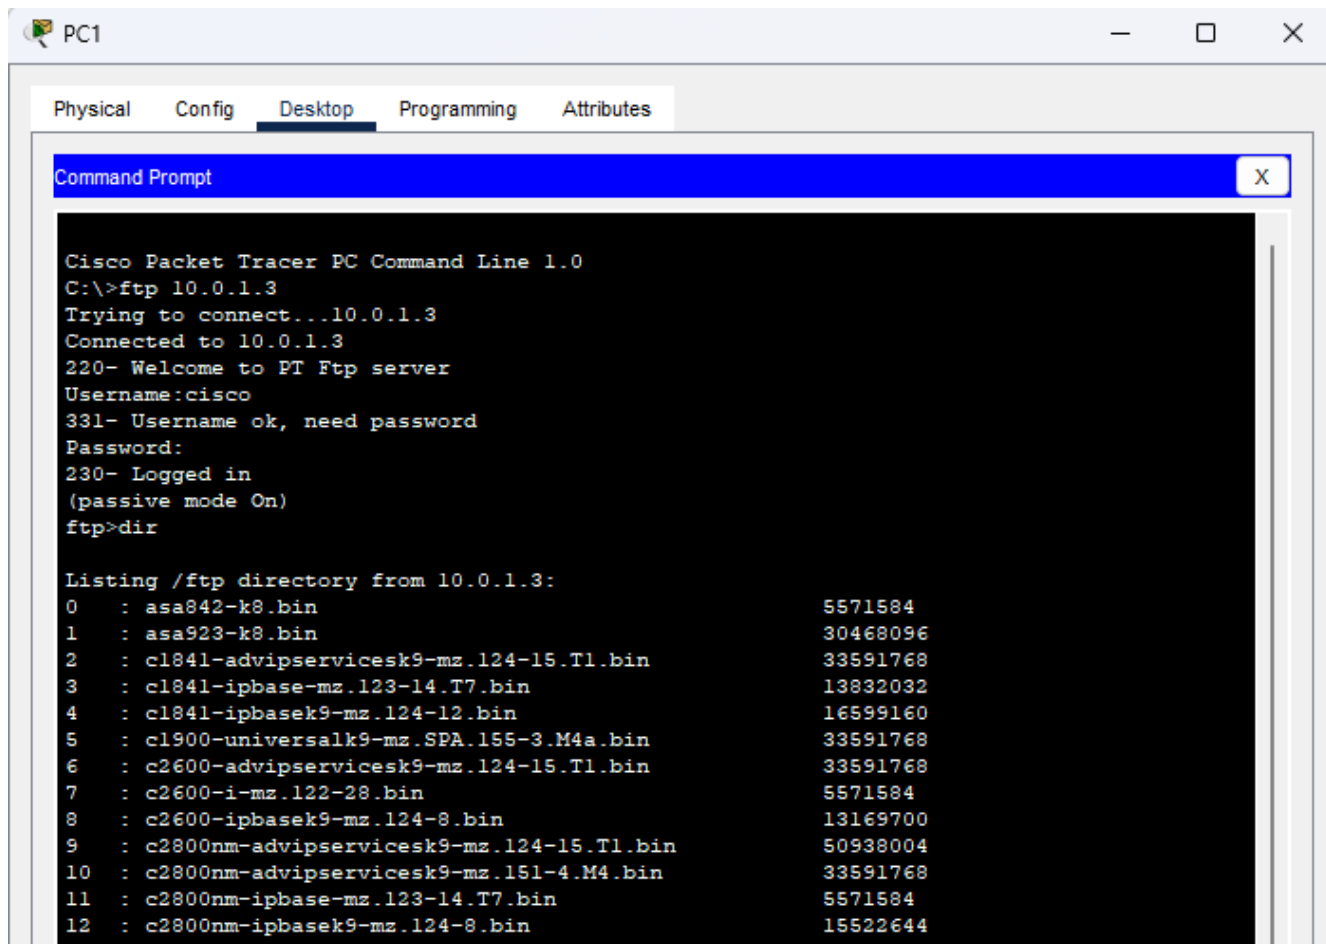 PC1
Physical Config Desktop Programming Attributes
Command Prompt X
Cisco Packet Tracer PC Command Line 1.0
C:\>ftp 10.0.1.3
Trying to connect...10.0.1.3
Connected to 10.0.1.3
220- Welcome to PT Ftp server
Username:cisco
331- Username ok, need password
Password:
230- Logged in
(passive mode On)
ftp>dir
Listing /ftp directory from 10.0.1.3:
0 : asa842-k8.bin 5571584
1 : asa923-k8.bin 30468096
2 : c1841-advipservicesk9-mz.124-15.T1.bin 33591768
3 : c1841-ipbase-mz.123-14.T7.bin 13832032
4 : c1841-ipbasek9-mz.124-12.bin 16599160
5 : c1900-universalk9-mz.SPA.155-3.M4a.bin 33591768
6 : c2600-advipservicesk9-mz.124-15.T1.bin 33591768
7 : c2600-i-mz.122-28.bin 5571584
8 : c2600-ipbasek9-mz.124-8.bin 13169700
9 : c2800nm-advipservicesk9-mz.124-15.T1.bin 50938004
10 : c2800nm-advipservicesk9-mz.151-4.M4.bin 33591768
11 : c2800nm-ipbase-mz.123-14.T7.bin 5571584
12 : c2800nm-ipbasek9-mz.124-8.bin 15522644